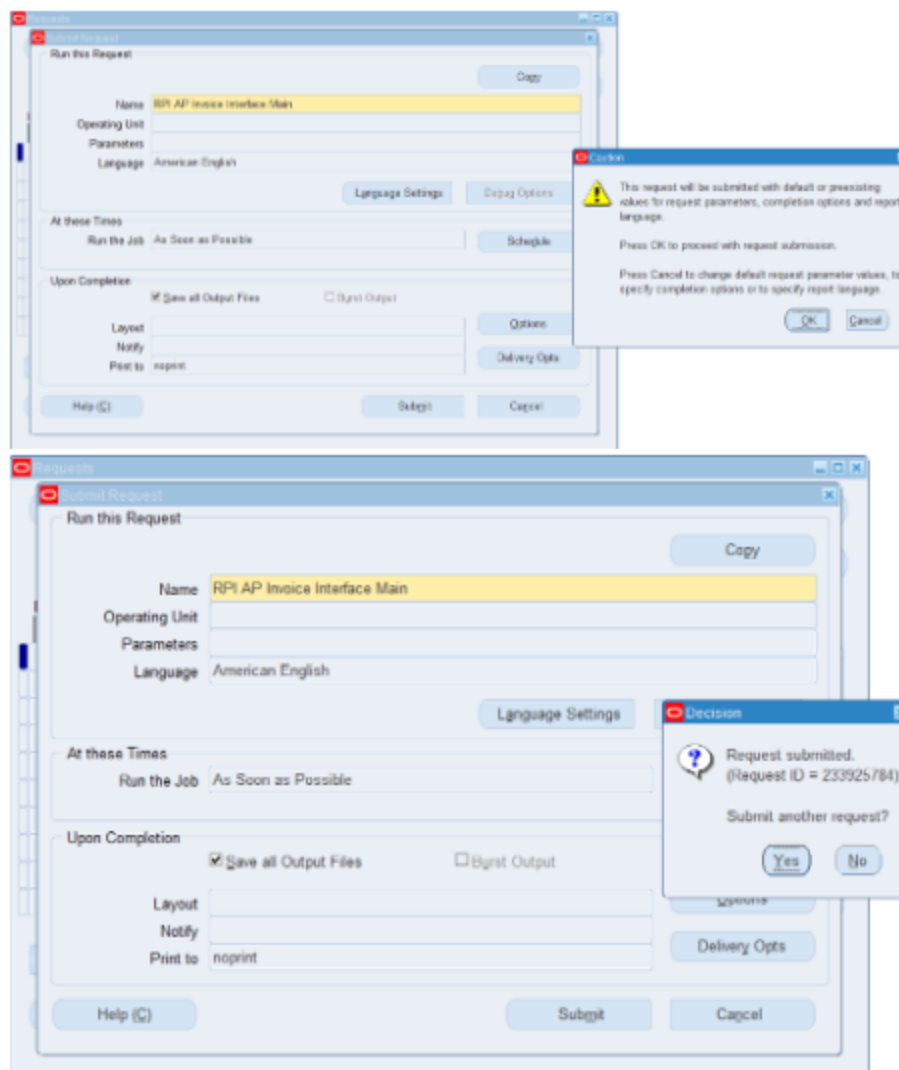 Requests
Submit Request
Run this Request
Copy
Name RPI AP Invoice Interface Main
Operating Unit
Parameters
Language American English
Language Settings Debug Options
At these Times
Run the Job As Soon as Possible
Schedule
Upon Completion
Save all Output Files Burst Output
Layout
Options
Notify
Print to noprint
Delivery Opts
Help (C) Submit Cancel
Caution
This request will be submitted with default or preexisting
values for request parameters, completion options and report
language.
Press OK to proceed with request submission.
Press Cancel to change default request parameter values, to
specify completion options or to specify report language.
OK Cancel
Requests
Submit Request
Run this Request
Copy
Name RPI AP Invoice Interface Main
Operating Unit
Parameters
Language American English
Language Settings
At these Times
Run the Job As Soon as Possible
Upon Completion
Save all Output Files Burst Output
Options
Layout
Notify
Print to noprint
Delivery Opts
Help (C) Submit Cancel
Decision
Request submitted.
(Request ID = 233925784)
Submit another request?
Yes No